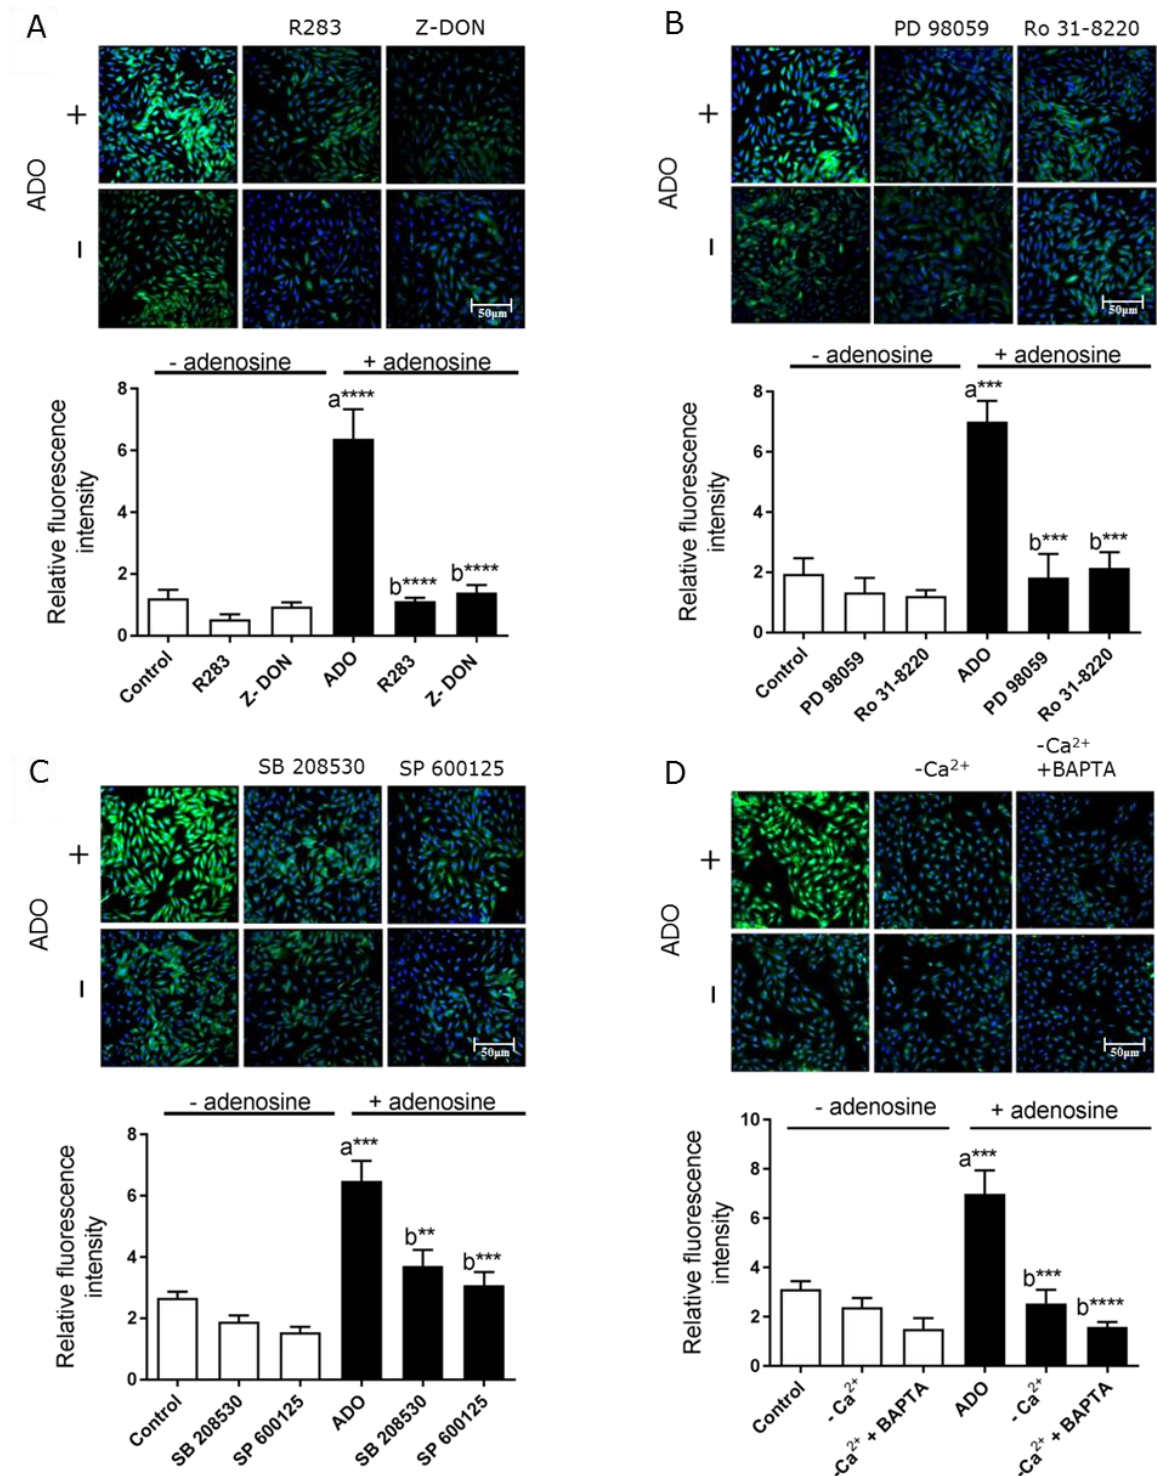 A
R283 Z-DON
+
ADO
−
50µm
- adenosine + adenosine
Relative fluorescence
intensity
8
6
4
2
0
a****
b****
b****
Control
R283
Z- DON
ADO
R283
Z- DON
B
PD 98059 Ro 31-8220
+
ADO
−
50µm
- adenosine + adenosine
Relative fluorescence
intensity
8
6
4
2
0
a***
b***
b***
Control
PD 98059
Ro 31-8220
ADO
PD 98059
Ro 31-8220
C
SB 208530 SP 600125
+
ADO
−
50µm
- adenosine + adenosine
Relative fluorescence
intensity
8
6
4
2
0
a***
b**
b***
Control
SB 208530
SP 600125
ADO
SB 208530
SP 600125
D
-Ca²⁺
-Ca²⁺
+BAPTA
+
ADO
−
50µm
- adenosine + adenosine
Relative fluorescence
intensity
10
8
6
4
2
0
a***
b***
b****
Control
- Ca²⁺
-Ca²⁺ + BAPTA
ADO
- Ca²⁺
-Ca²⁺ + BAPTA